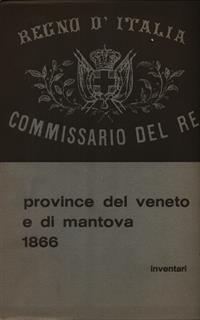 REGNO D'ITALIA
COMMISSARIO DEL RE
province del veneto
e di mantova
1866
inventari